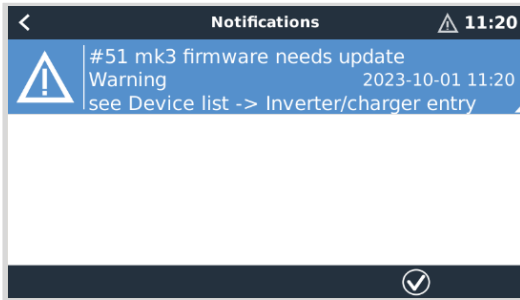 Notifications 11:20
#51 mk3 firmware needs update
Warning 2023-10-01 11:20
see Device list -> Inverter/charger entry